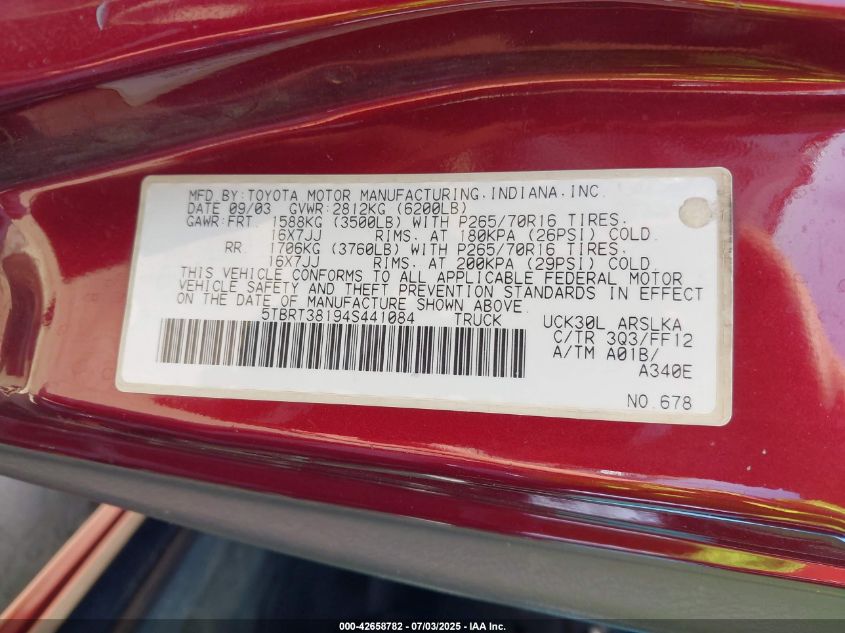 MFD.BY:TOYOTA MOTOR MANUFACTURING.INDIANA.INC.
DATE 09/03 GVWR:2812KG (6200LB)
GAWR:FRT. 1588KG (3500LB) WITH P265/70R16 TIRES.
16X7JJ RIMS. AT 180KPA (26PSI) COLD.
RR. 1706KG (3760LB) WITH P265/70R16 TIRES.
16X7JJ RIMS. AT 200KPA (29PSI) COLD.
THIS VEHICLE CONFORMS TO ALL APPLICABLE FEDERAL MOTOR
VEHICLE SAFETY AND THEFT PREVENTION STANDARDS IN EFFECT
ON THE DATE OF MANUFACTURE SHOWN ABOVE.
5TBRT38194S441084 TRUCK UCK30L ARSLKA
C/TR 3Q3/FF12
A/TM A01B/
A340E
NO.678
000-42658782 - 07/03/2025 - IAA, Inc.